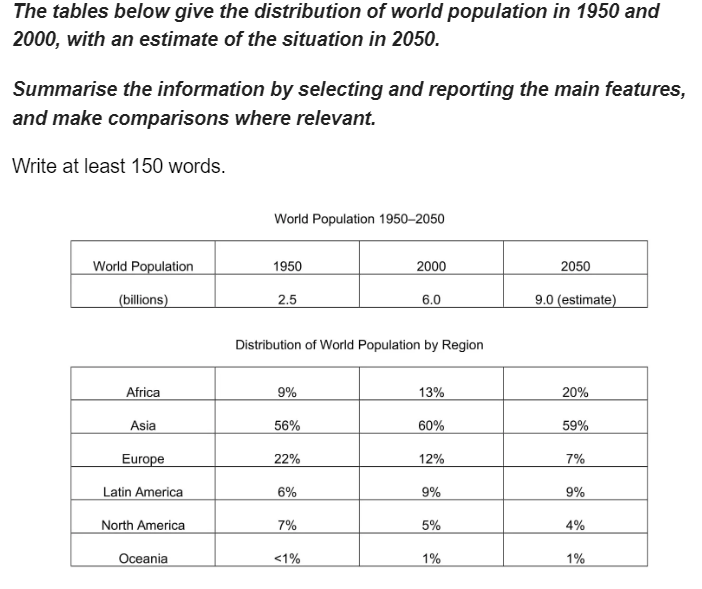 The tables below give the distribution of world population in 1950 and
2000, with an estimate of the situation in 2050.
Summarise the information by selecting and reporting the main features,
and make comparisons where relevant.
Write at least 150 words.
World Population 1950–2050
World Population 1950 2000 2050
(billions) 2.5 6.0 9.0 (estimate)
Distribution of World Population by Region
Africa 9% 13% 20%
Asia 56% 60% 59%
Europe 22% 12% 7%
Latin America 6% 9% 9%
North America 7% 5% 4%
Oceania <1% 1% 1%